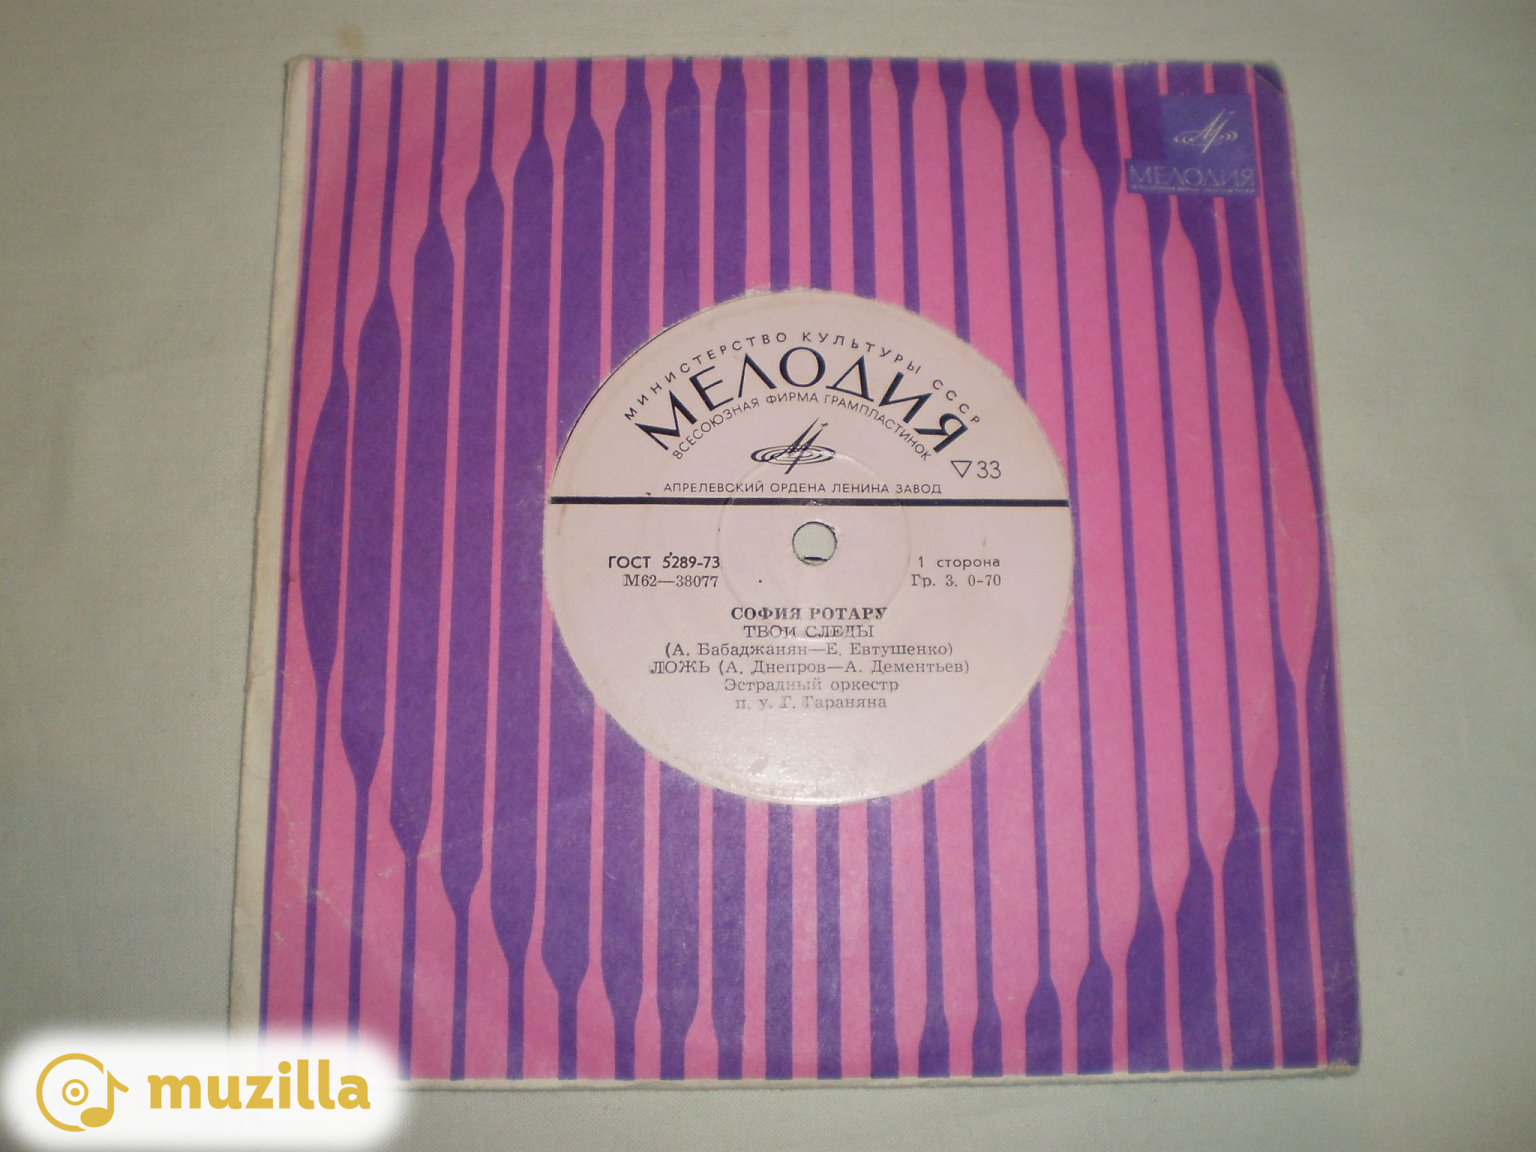 МЕЛОДИЯ
МИНИСТЕРСТВО КУЛЬТУРЫ СССР
МЕЛОДИЯ
ВСЕСОЮЗНАЯ ФИРМА ГРАМПЛАСТИНОК
33
АПРЕЛЕВСКИЙ ОРДЕНА ЛЕНИНА ЗАВОД
ГОСТ 5289-73 1 сторона
М62—38077 Гр. 3. 0-70
СОФИЯ РОТАРУ
ТВОИ СЛЕДЫ
(А. Бабаджанян—Е. Евтушенко)
ЛОЖЬ (А. Днепров—А. Дементьев)
Эстрадный оркестр
п. у. Г. Гараняна
muzilla